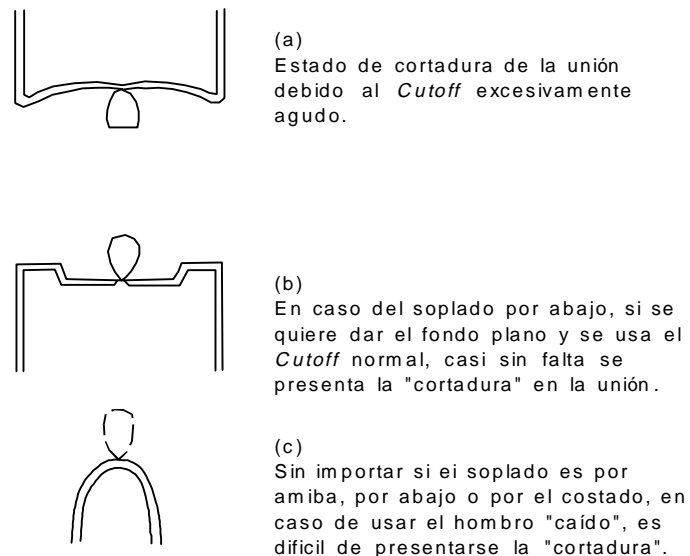 (a)
Estado de cortadura de la unión
debido al Cutoff excesivamente
agudo.
(b)
En caso del soplado por abajo, si se
quiere dar el fondo plano y se usa el
Cutoff normal, casi sin falta se
presenta la "cortadura" en la unión.
(c)
Sin importar si ei soplado es por
amiba, por abajo o por el costado, en
caso de usar el hombro "caído", es
dificil de presentarse la "cortadura".